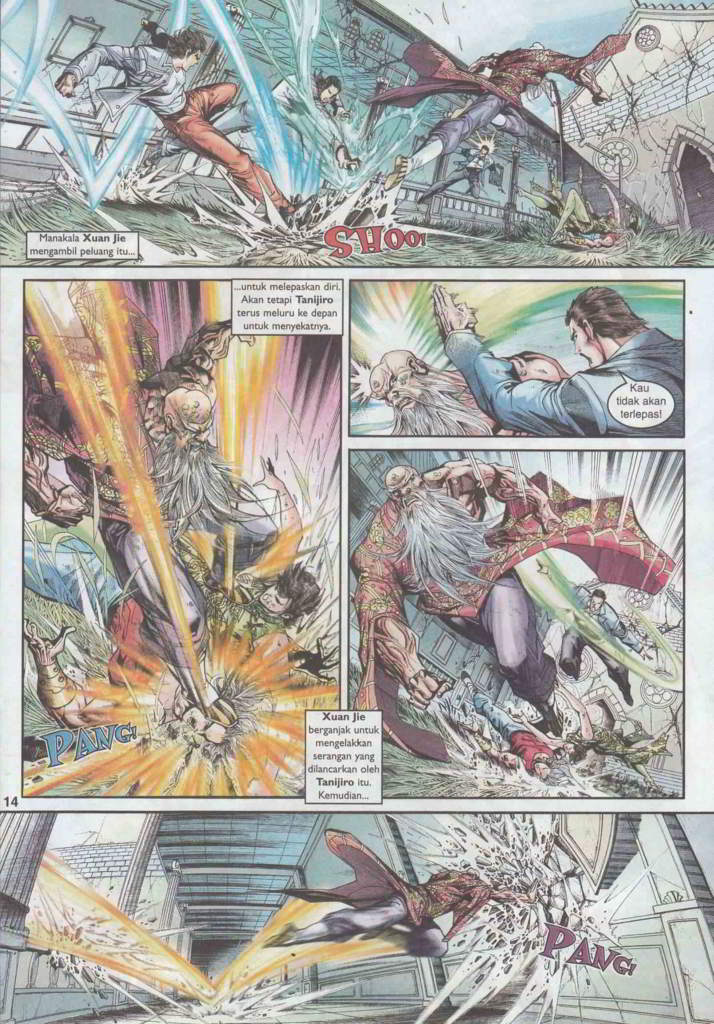 Manakala Xuan Jie
mengambil peluang itu...
SHOO!
...untuk melepaskan diri.
Akan tetapi Tanijiro
terus meluru ke depan
untuk menyekatnya.
Kau
tidak akan
terlepas!
PANG!
Xuan Jie
berganjak untuk
mengelakkan
serangan yang
dilancarkan oleh
Tanijiro itu.
Kemudian...
14
PANG!